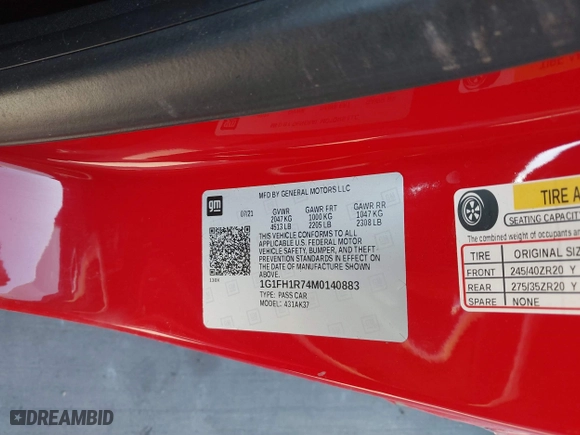 gm
MFD BY GENERAL MOTORS LLC
07/21 GVWR GAWR FRT GAWR RR
2047 KG 1000 KG 1047 KG
4513 LB 2205 LB 2308 LB
THIS VEHICLE CONFORMS TO ALL
APPLICABLE U.S. FEDERAL MOTOR
VEHICLE SAFETY, BUMPER, AND THEFT
PREVENTION STANDARDS IN EFFECT ON
THE DATE OF MANUFACTURE SHOWN
ABOVE.
1G1FH1R74M0140883
TYPE: PASS CAR
MODEL: 431AK37
TIRE A
SEATING CAPACITY
The combined weight of occupants and
TIRE ORIGINAL SIZ
FRONT 245/40ZR20 Y
REAR 275/35ZR20 Y
SPARE NONE
DREAMBID